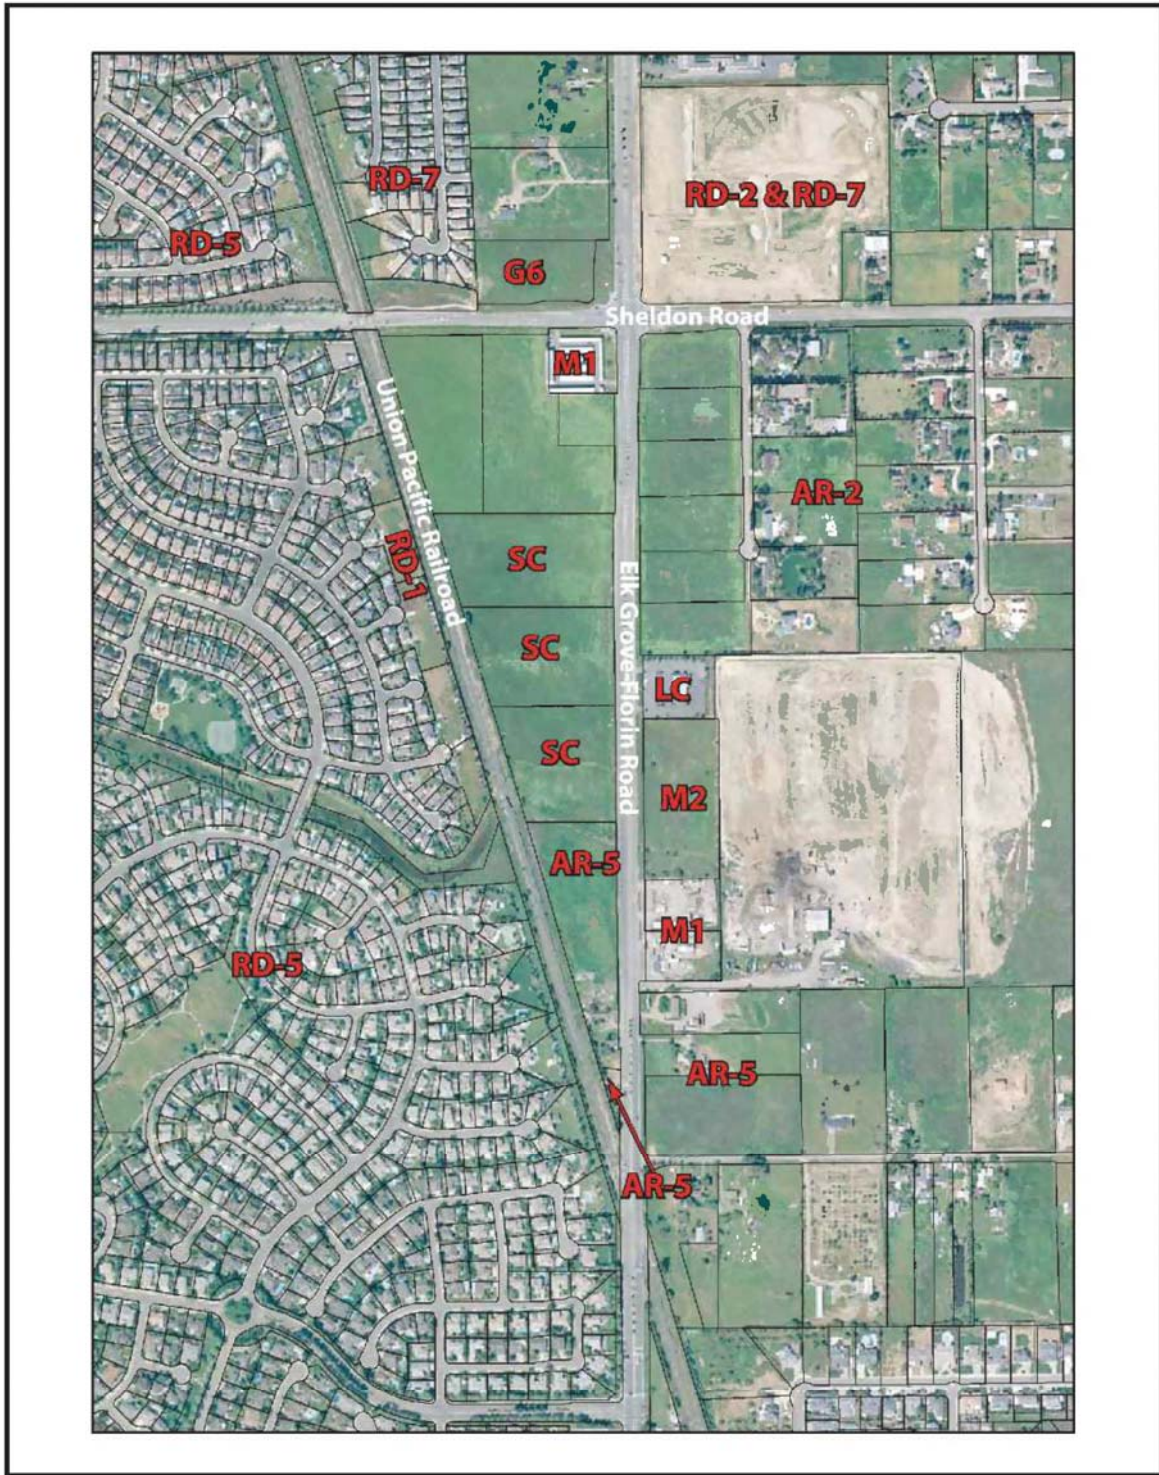 RD-7
RD-2 & RD-7
RD-5
G6
Sheldon Road
M1
Union Pacific Railroad
AR-2
RD-1
SC
Elk Grove-Florin Road
SC
LC
SC
M2
AR-5
M1
RD-5
AR-5
AR-5